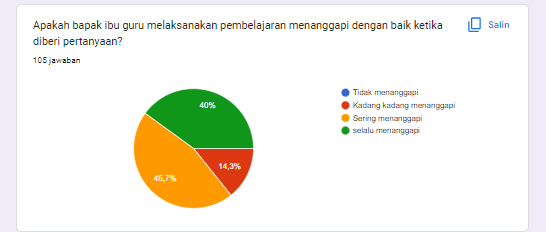 Apakah bapak ibu guru melaksanakan pembelajaran menanggapi dengan baik ketika
diberi pertanyaan?
Salin
105 jawaban
40%
14,3%
45,7%
Tidak menanggapi
Kadang kadang menanggapi
Sering menanggapi
selalu menanggapi